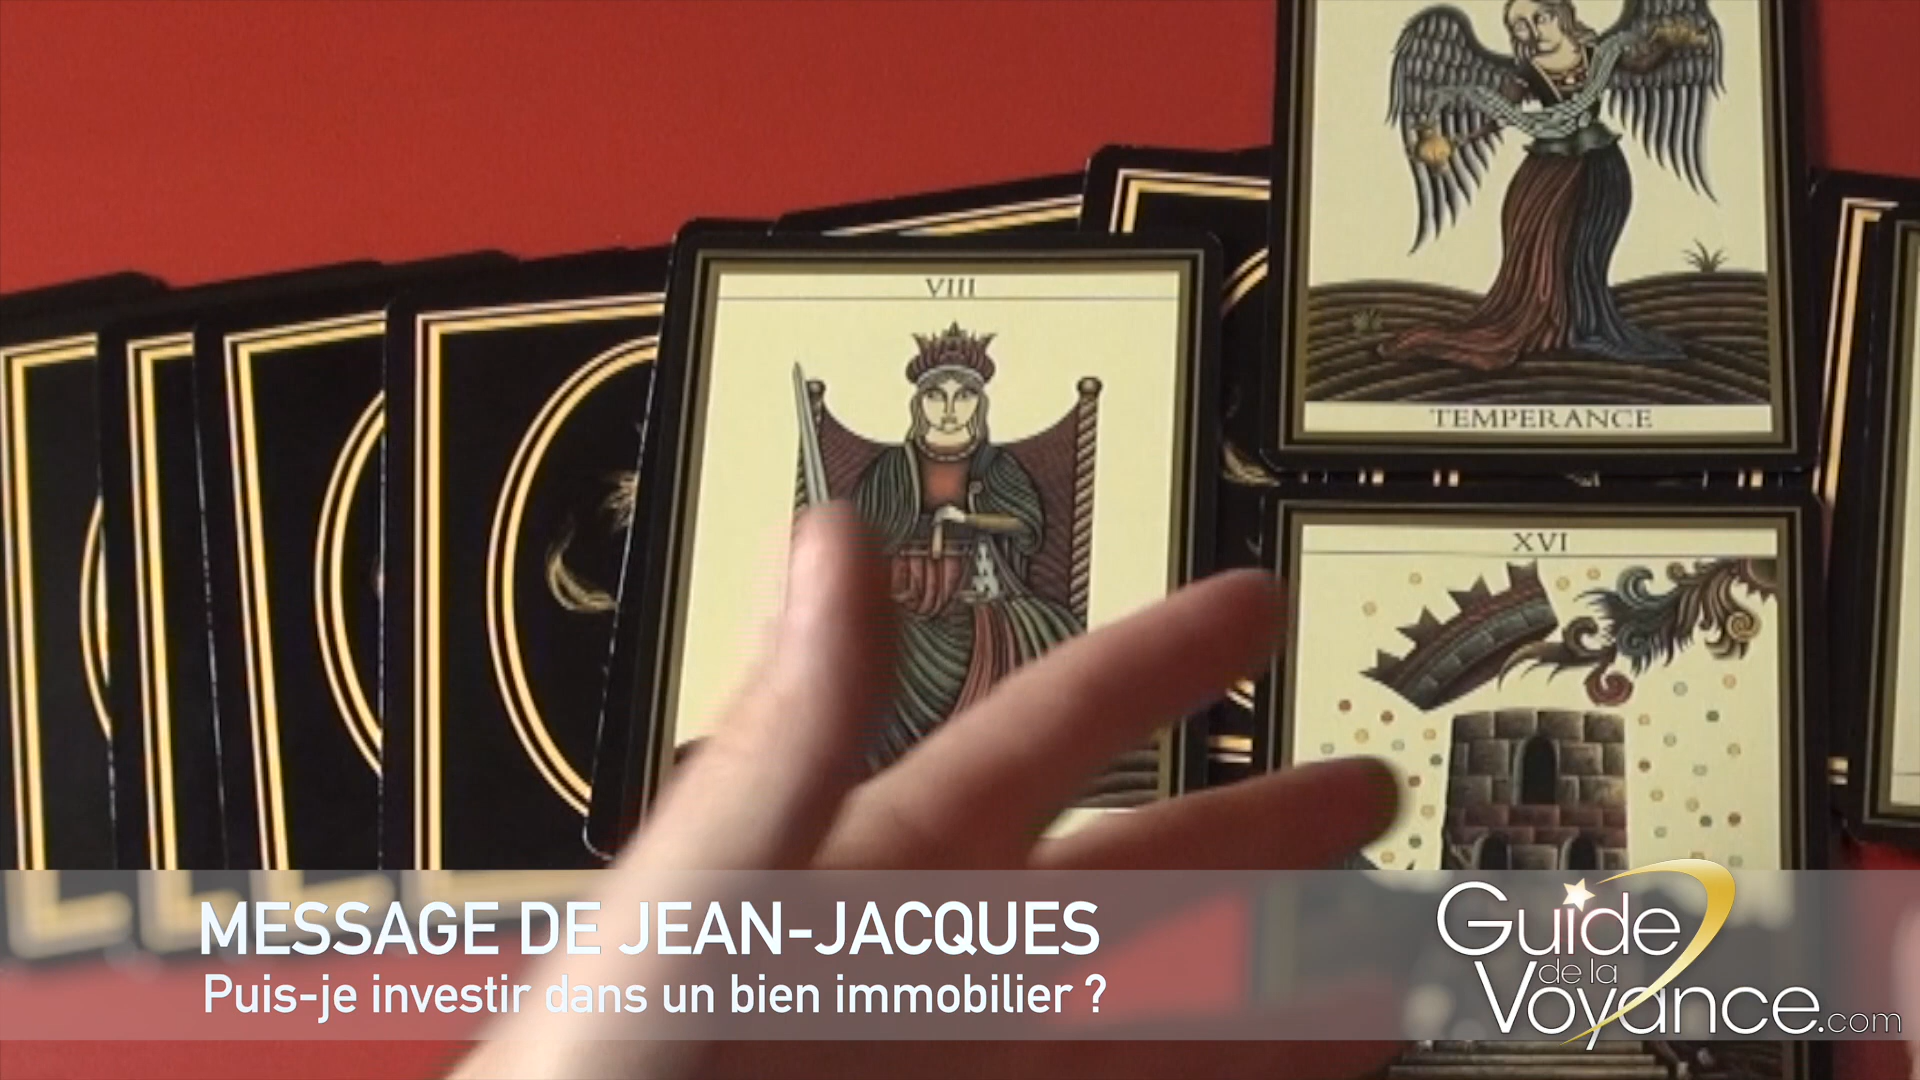 TEMPERANCE
VIII
XVI
MESSAGE DE JEAN-JACQUES
Puis-je investir dans un bien immobilier ?
Guide
de la
Voyance.com